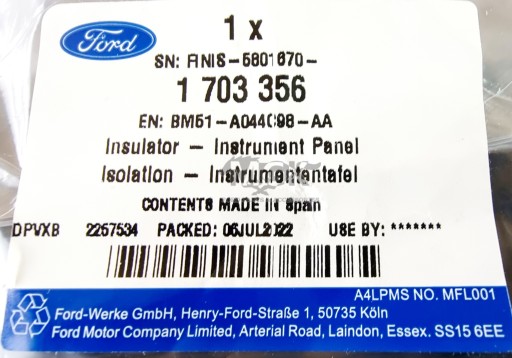 Ford
1 x
SN: FINIS-5801670-
1 703 356
EN: BM51-A044C98-AA
Insulator - Instrument Panel
Isolation - Instrumententafel
CONTENTS MADE IN Spain
DPVXB 2257534 PACKED: 06JUL2022 USE BY: *******
A4LPMS NO. MFL001
Ford-Werke GmbH, Henry-Ford-Straße 1, 50735 Köln
Ford Motor Company Limited, Arterial Road, Laindon, Essex. SS15 6EE